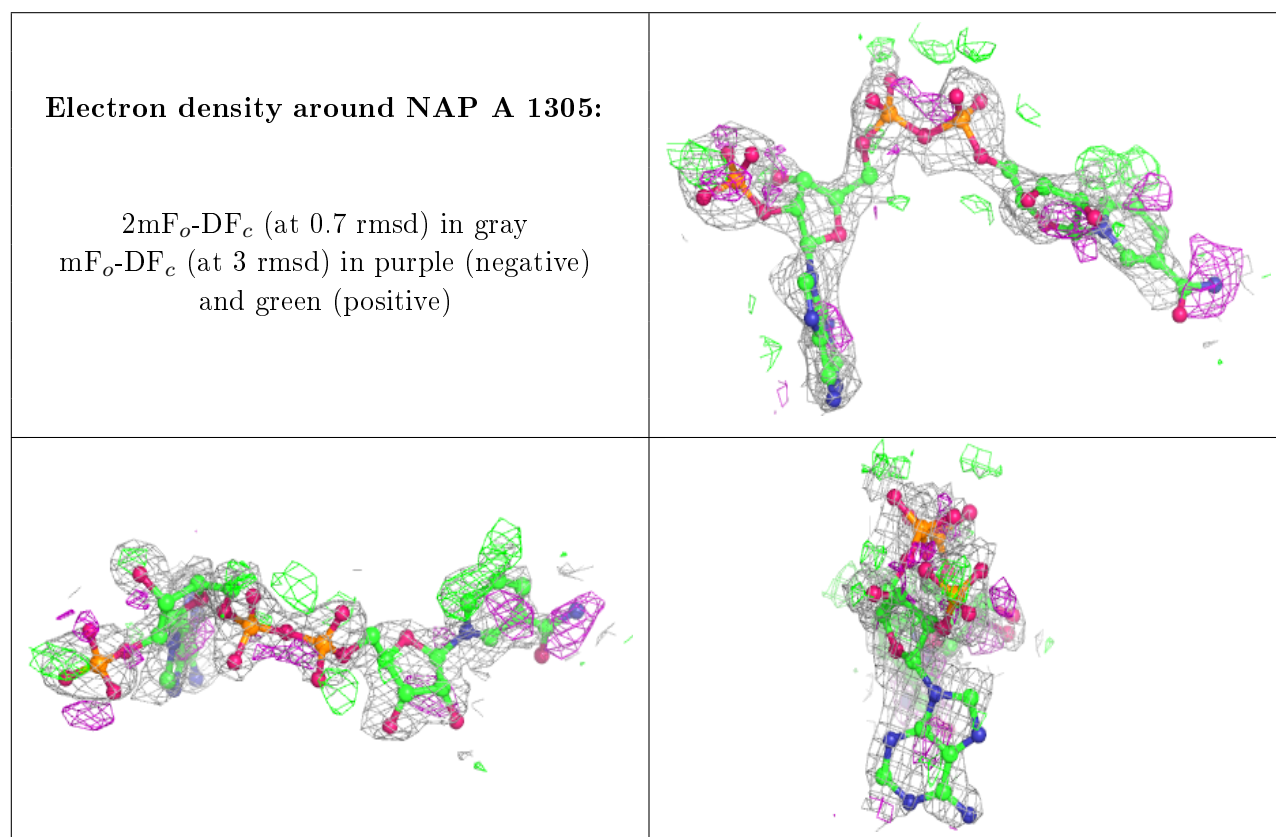 Electron density around NAP A 1305:
2mFₒ-DF𝒸 (at 0.7 rmsd) in gray
mFₒ-DF𝒸 (at 3 rmsd) in purple (negative)
and green (positive)